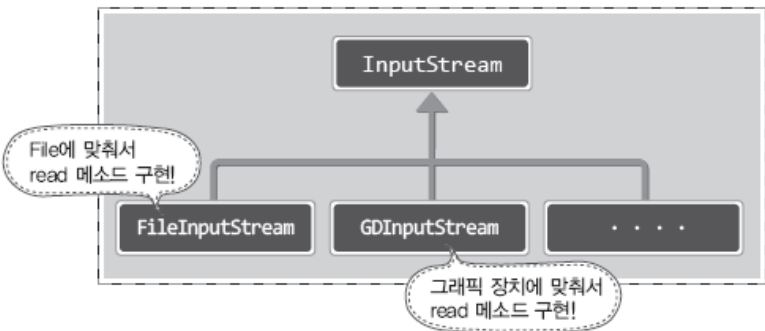 InputStream
File에 맞춰서
read 메소드 구현!
FileInputStream
GDInputStream
· · · ·
그래픽 장치에 맞춰서
read 메소드 구현!